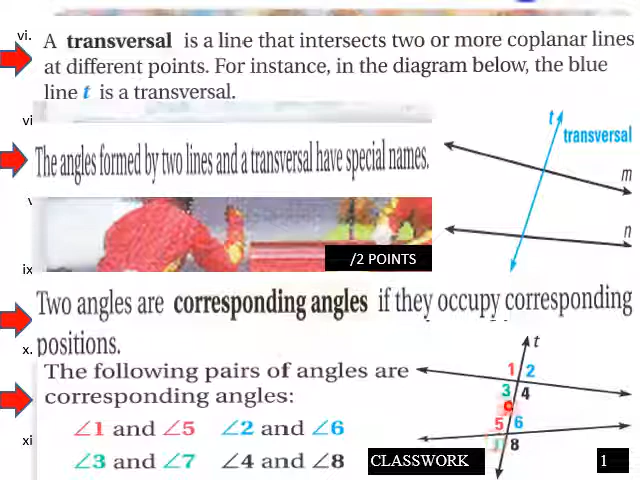 vi.
A transversal is a line that intersects two or more coplanar lines
at different points. For instance, in the diagram below, the blue
line t is a transversal.
vi
t
transversal
The angles formed by two lines and a transversal have special names.
m
n
/2 POINTS
ix
Two angles are corresponding angles if they occupy corresponding
positions.
x.
The following pairs of angles are
corresponding angles:
∠1 and ∠5 ∠2 and ∠6
∠3 and ∠7 ∠4 and ∠8
xi
t
1 2
3 4
5 6
8
CLASSWORK
1